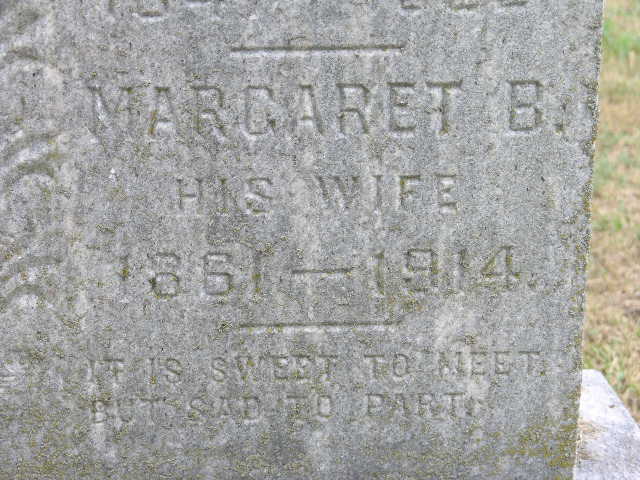 MARGARET B.
HIS WIFE
1861 — 1914.
IT IS SWEET TO MEET,
BUT SAD TO PART.